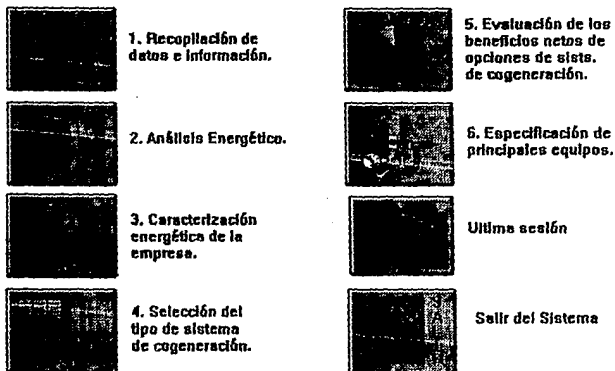 1. Recopilación de
datos e información.
2. Análisis Energético.
3. Caracterización
energética de la
empresa.
4. Selección del
tipo de sistema
de cogeneración.
5. Evaluación de los
beneficios netos de
opciones de sists.
de cogeneración.
6. Especificación de
principales equipos.
Ultima sesión
Salir del Sistema